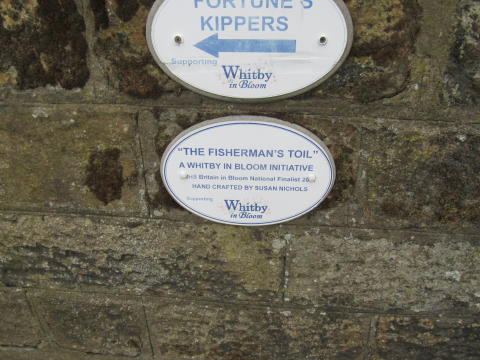 FORTUNE'S
KIPPERS
Supporting
Whitby
in Bloom
"THE FISHERMAN'S TOIL"
A WHITBY IN BLOOM INITIATIVE
Britain in Bloom National Finalist
HAND CRAFTED BY SUSAN NICHOLS
Supporting
Whitby
in Bloom